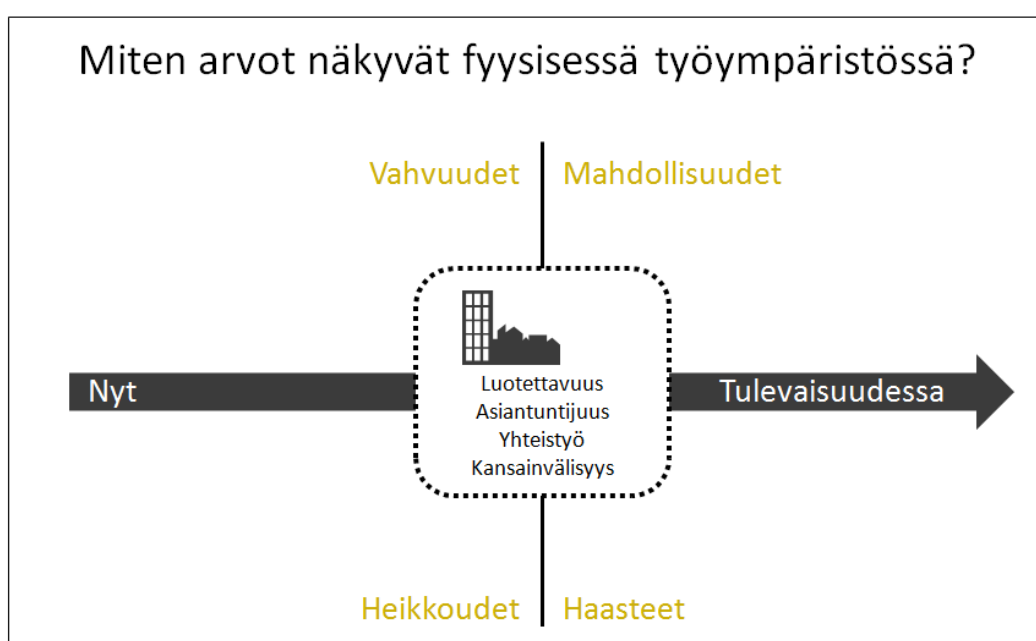 Miten arvot näkyvät fyysisessä työympäristössä?
Vahvuudet
Mahdollisuudet
Nyt
Luotettavuus
Asiantuntijuus
Yhteistyö
Kansainvälisyys
Tulevaisuudessa
Heikkoudet
Haasteet